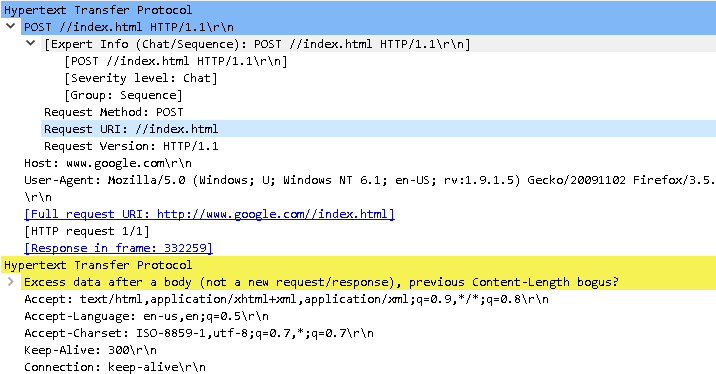 Hypertext Transfer Protocol
POST //index.html HTTP/1.1\r\n
[Expert Info (Chat/Sequence): POST //index.html HTTP/1.1\r\n]
[POST //index.html HTTP/1.1\r\n]
[Severity level: Chat]
[Group: Sequence]
Request Method: POST
Request URI: //index.html
Request Version: HTTP/1.1
Host: www.google.com\r\n
User-Agent: Mozilla/5.0 (Windows; U; Windows NT 6.1; en-US; rv:1.9.1.5) Gecko/20091102 Firefox/3.5.
\r\n
[Full request URI: http://www.google.com//index.html]
[HTTP request 1/1]
[Response in frame: 332259]
Hypertext Transfer Protocol
Excess data after a body (not a new request/response), previous Content-Length bogus?
Accept: text/html,application/xhtml+xml,application/xml;q=0.9,*/*;q=0.8\r\n
Accept-Language: en-us,en;q=0.5\r\n
Accept-Charset: ISO-8859-1,utf-8;q=0.7,*;q=0.7\r\n
Keep-Alive: 300\r\n
Connection: keep-alive\r\n